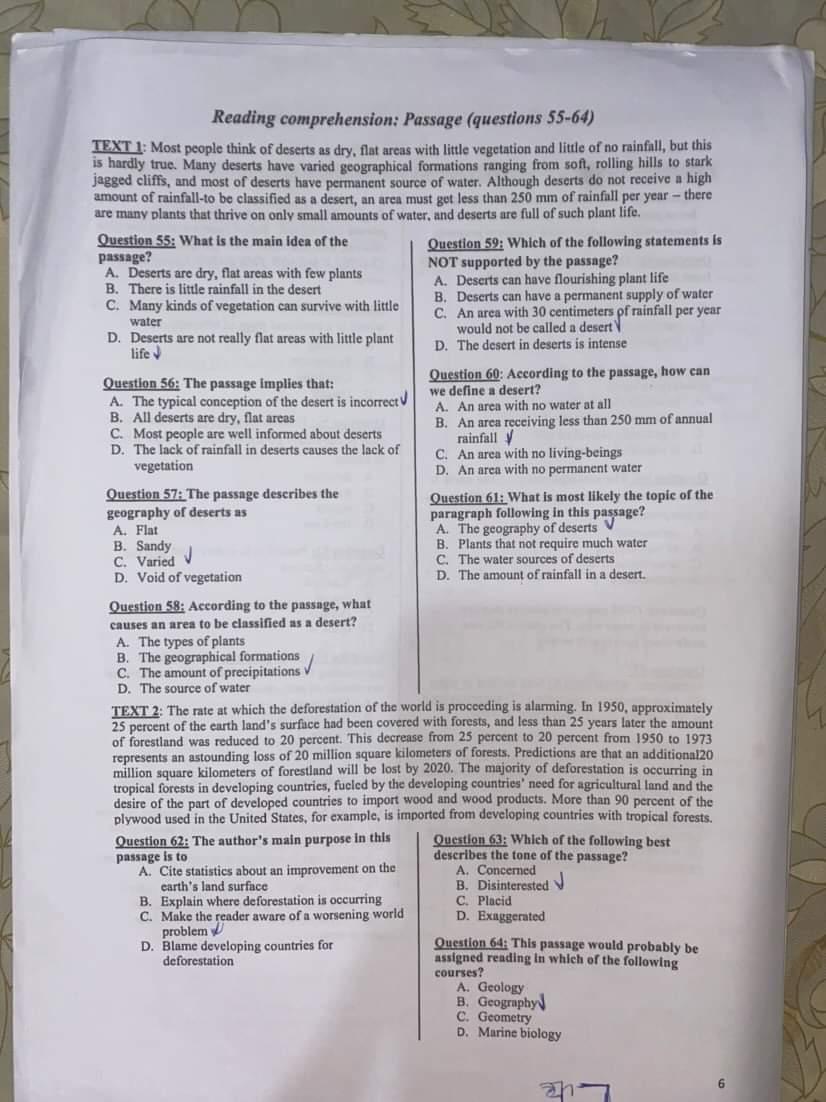 Reading comprehension: Passage (questions 55-64)
TEXT 1: Most people think of deserts as dry, flat areas with little vegetation and little of no rainfall, but this
is hardly true. Many deserts have varied geographical formations ranging from soft, rolling hills to stark
jagged cliffs, and most of deserts have permanent source of water. Although deserts do not receive a high
amount of rainfall-to be classified as a desert, an area must get less than 250 mm of rainfall per year – there
are many plants that thrive on only small amounts of water, and deserts are full of such plant life.
Question 55: What is the main idea of the
passage?
A. Deserts are dry, flat areas with few plants
B. There is little rainfall in the desert
C. Many kinds of vegetation can survive with little
water
D. Deserts are not really flat areas with little plant
life
Question 56: The passage implies that:
A. The typical conception of the desert is incorrect
B. All deserts are dry, flat areas
C. Most people are well informed about deserts
D. The lack of rainfall in deserts causes the lack of
vegetation
Question 57: The passage describes the
geography of deserts as
A. Flat
B. Sandy
C. Varied
D. Void of vegetation
Question 58: According to the passage, what
causes an area to be classified as a desert?
A. The types of plants
B. The geographical formations
C. The amount of precipitations
D. The source of water
Question 59: Which of the following statements is
NOT supported by the passage?
A. Deserts can have flourishing plant life
B. Deserts can have a permanent supply of water
C. An area with 30 centimeters of rainfall per year
would not be called a desert
D. The desert in deserts is intense
Question 60: According to the passage, how can
we define a desert?
A. An area with no water at all
B. An area receiving less than 250 mm of annual
rainfall
C. An area with no living-beings
D. An area with no permanent water
Question 61: What is most likely the topic of the
paragraph following in this passage?
A. The geography of deserts
B. Plants that not require much water
C. The water sources of deserts
D. The amount of rainfall in a desert.
TEXT 2: The rate at which the deforestation of the world is proceeding is alarming. In 1950, approximately
25 percent of the earth land's surface had been covered with forests, and less than 25 years later the amount
of forestland was reduced to 20 percent. This decrease from 25 percent to 20 percent from 1950 to 1973
represents an astounding loss of 20 million square kilometers of forests. Predictions are that an additional20
million square kilometers of forestland will be lost by 2020. The majority of deforestation is occurring in
tropical forests in developing countries, fueled by the developing countries' need for agricultural land and the
desire of the part of developed countries to import wood and wood products. More than 90 percent of the
plywood used in the United States, for example, is imported from developing countries with tropical forests.
Question 62: The author's main purpose in this
passage is to
A. Cite statistics about an improvement on the
earth's land surface
B. Explain where deforestation is occurring
C. Make the reader aware of a worsening world
problem
D. Blame developing countries for
deforestation
Question 63: Which of the following best
describes the tone of the passage?
A. Concerned
B. Disinterested
C. Placid
D. Exaggerated
Question 64: This passage would probably be
assigned reading in which of the following
courses?
A. Geology
B. Geography
C. Geometry
D. Marine biology
6